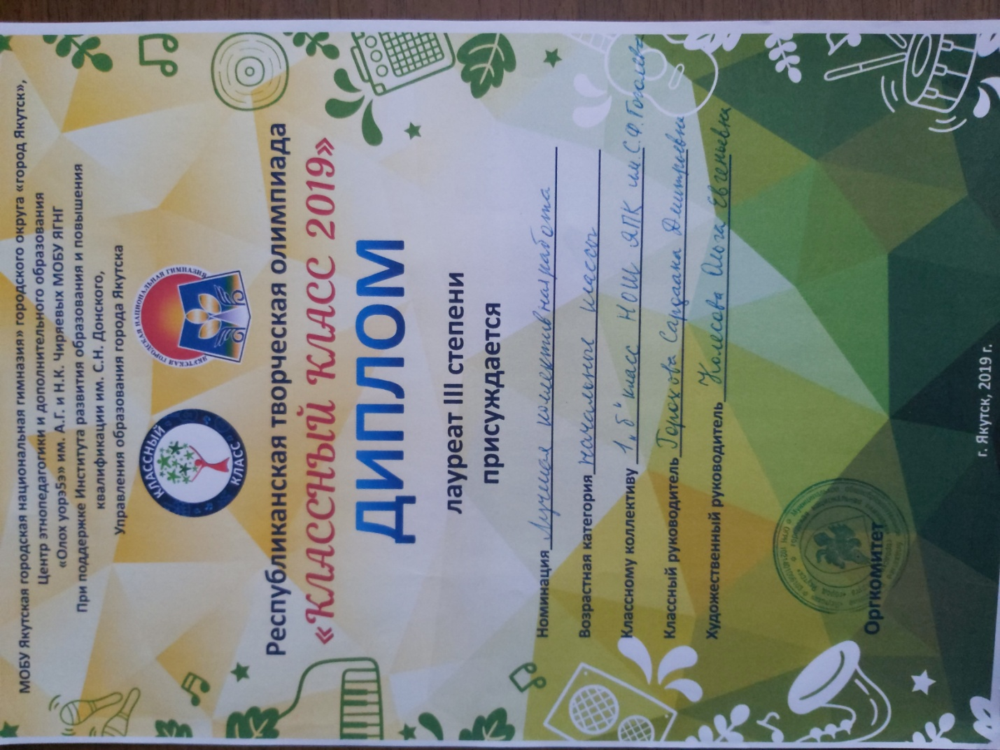 МОБУ Якутская городская национальная гимназия» городского округа «город Якутск»,
Центр этнопедагогики и дополнительного образования
«Олох уорэ5э» им. А.Г. и Н.К. Чиряевых МОБУ ЯГНГ
При поддержке Института развития образования и повышения
квалификации им. С.Н. Донского,
Управления образования города Якутска
КЛАССНЫЙ КЛАСС
ЯКУТСКАЯ ГОРОДСКАЯ НАЦИОНАЛЬНАЯ ГИМНАЗИЯ
Республиканская творческая олимпиада
«КЛАССНЫЙ КЛАСС 2019»
ДИПЛОМ
лауреат III степени
присуждается
Номинация Лучшая коллективная работа
Возрастная категория начальные классы
Классному коллективу 1 „б" класс НОШ ЯПК им. С.Ф. Гоголева
Классный руководитель Горохова Сардаана Дмитриевна
Художественный руководитель Колесова Ольга Евгеньевна
Оргкомитет
г. Якутск, 2019 г.